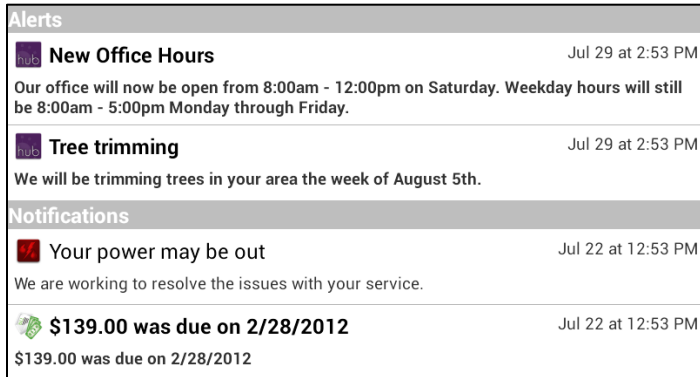 Alerts
hub New Office Hours Jul 29 at 2:53 PM
Our office will now be open from 8:00am - 12:00pm on Saturday. Weekday hours will still
be 8:00am - 5:00pm Monday through Friday.
hub Tree trimming Jul 29 at 2:53 PM
We will be trimming trees in your area the week of August 5th.
Notifications
Your power may be out Jul 22 at 12:53 PM
We are working to resolve the issues with your service.
$139.00 was due on 2/28/2012 Jul 22 at 12:53 PM
$139.00 was due on 2/28/2012